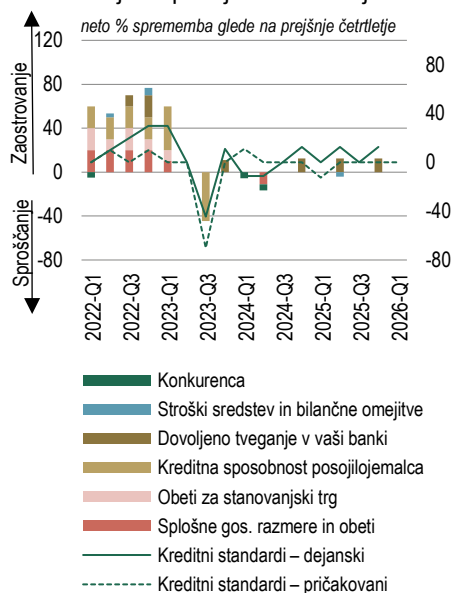 neto % sprememba glede na prejšnje četrtletje
120
80
40
0
-40
-80
80
40
0
-40
-80
Zaostrovanje
Sproščanje
2022-Q1
2022-Q3
2023-Q1
2023-Q3
2024-Q1
2024-Q3
2025-Q1
2025-Q3
2026-Q1
Konkurenca
Stroški sredstev in bilančne omejitve
Dovoljeno tveganje v vaši banki
Kreditna sposobnost posojilojemalca
Obeti za stanovanjski trg
Splošne gos. razmere in obeti
Kreditni standardi – dejanski
Kreditni standardi – pričakovani